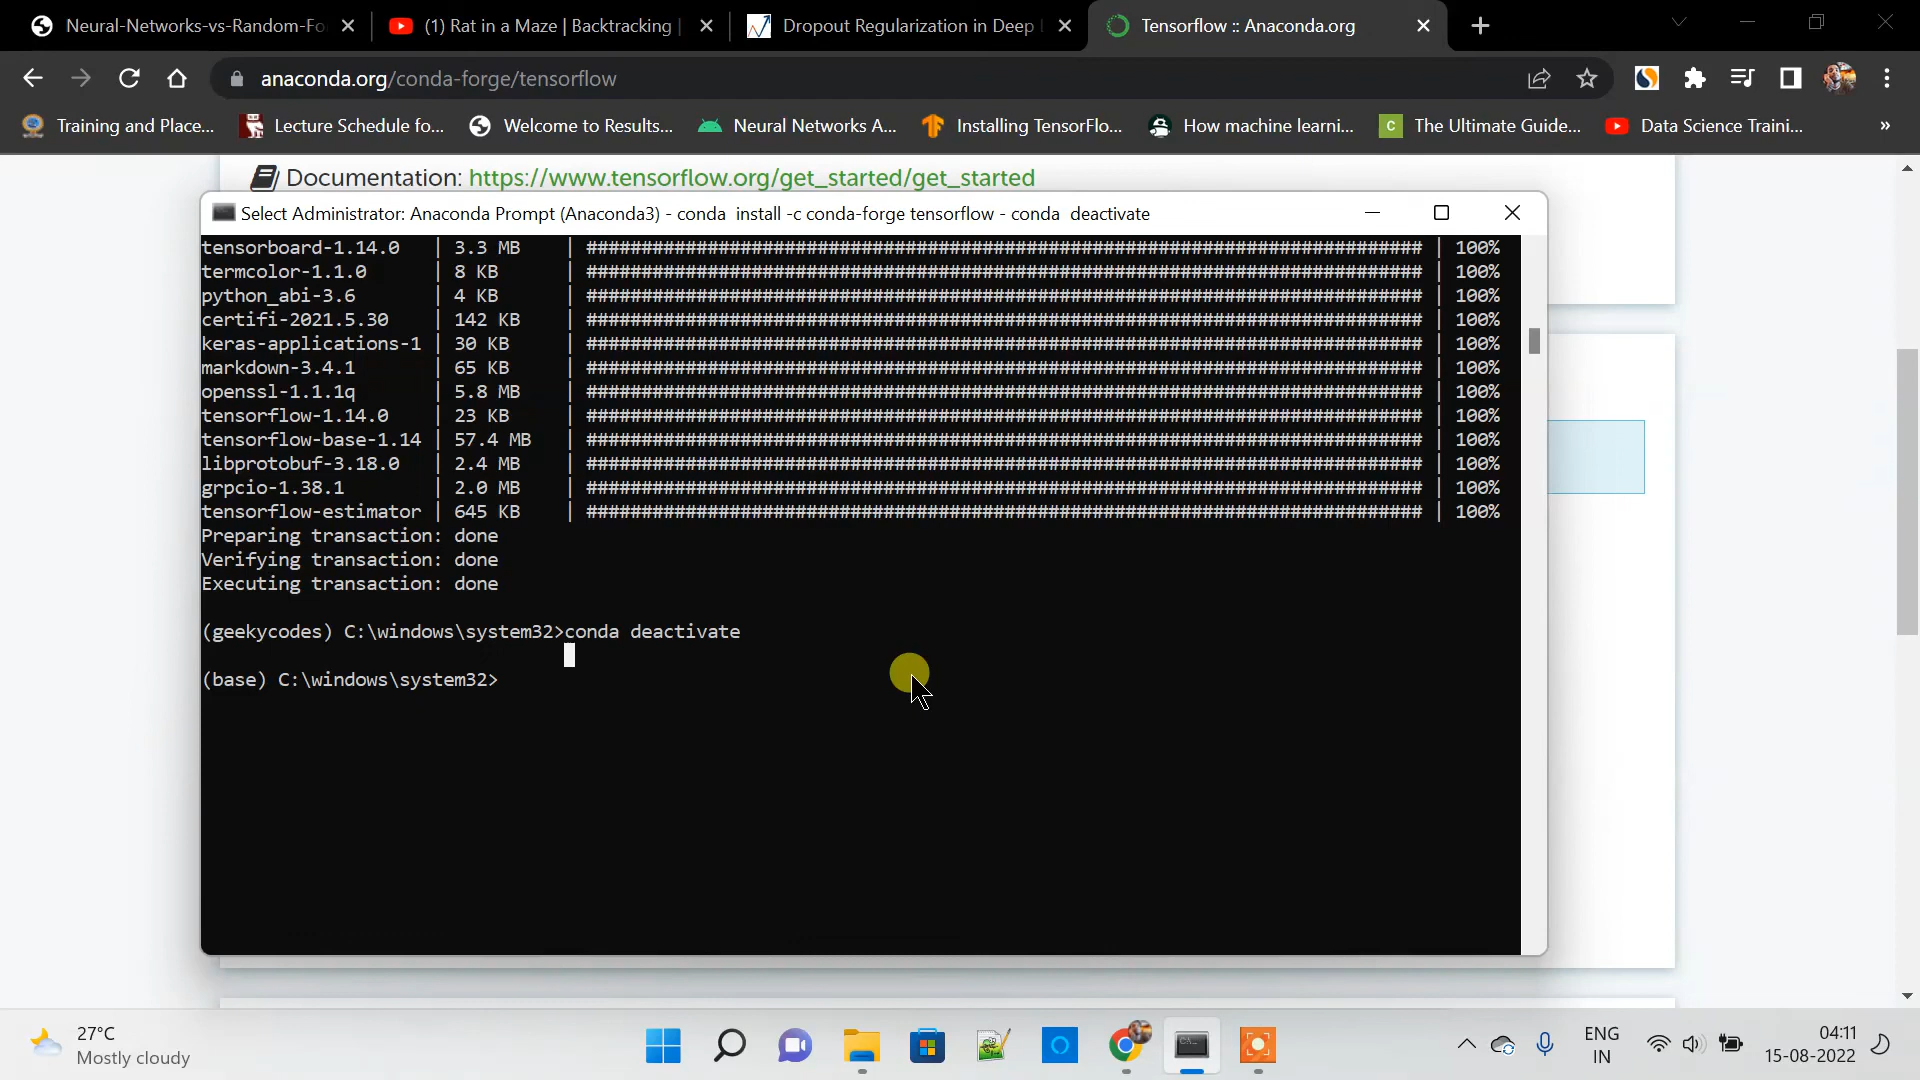 Neural-Networks-vs-Random-Fo
(1) Rat in a Maze | Backtracking |
Dropout Regularization in Deep L
Tensorflow :: Anaconda.org
anaconda.org/conda-forge/tensorflow
Training and Place...
Lecture Schedule fo...
Welcome to Results...
Neural Networks A...
Installing TensorFlo...
How machine learni...
C The Ultimate Guide...
Data Science Traini...
»
Documentation: https://www.tensorflow.org/get_started/get_started
Select Administrator: Anaconda Prompt (Anaconda3) - conda  install -c conda-forge tensorflow - conda  deactivate
tensorboard-1.14.0   | 3.3 MB    | ############################################################################ | 100%
termcolor-1.1.0      | 8 KB      | ############################################################################ | 100%
python_abi-3.6       | 4 KB      | ############################################################################ | 100%
certifi-2021.5.30    | 142 KB    | ############################################################################ | 100%
keras-applications-1 | 30 KB     | ############################################################################ | 100%
markdown-3.4.1       | 65 KB     | ############################################################################ | 100%
openssl-1.1.1q       | 5.8 MB    | ############################################################################ | 100%
tensorflow-1.14.0    | 23 KB     | ############################################################################ | 100%
tensorflow-base-1.14 | 57.4 MB   | ############################################################################ | 100%
libprotobuf-3.18.0   | 2.4 MB    | ############################################################################ | 100%
grpcio-1.38.1        | 2.0 MB    | ############################################################################ | 100%
tensorflow-estimator | 645 KB    | ############################################################################ | 100%
Preparing transaction: done
Verifying transaction: done
Executing transaction: done
(geekycodes) C:\windows\system32>conda deactivate
(base) C:\windows\system32>
27°C
Mostly cloudy
ENG
IN
04:11
15-08-2022